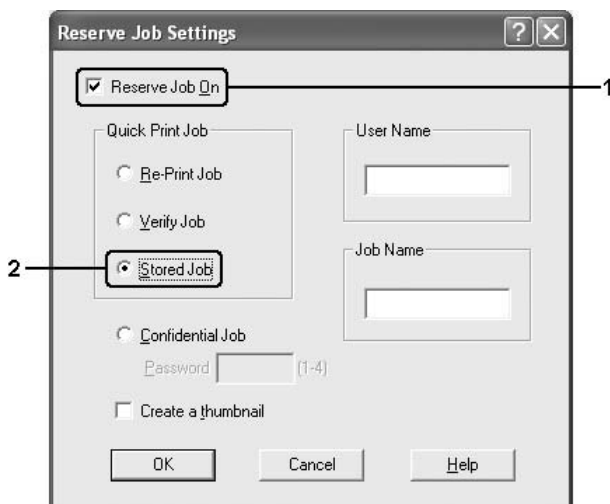 Reserve Job Settings
Reserve Job On
1
Quick Print Job
User Name
Re-Print Job
Verify Job
2
Stored Job
Job Name
Confidential Job
Password
(1-4)
Create a thumbnail
OK
Cancel
Help